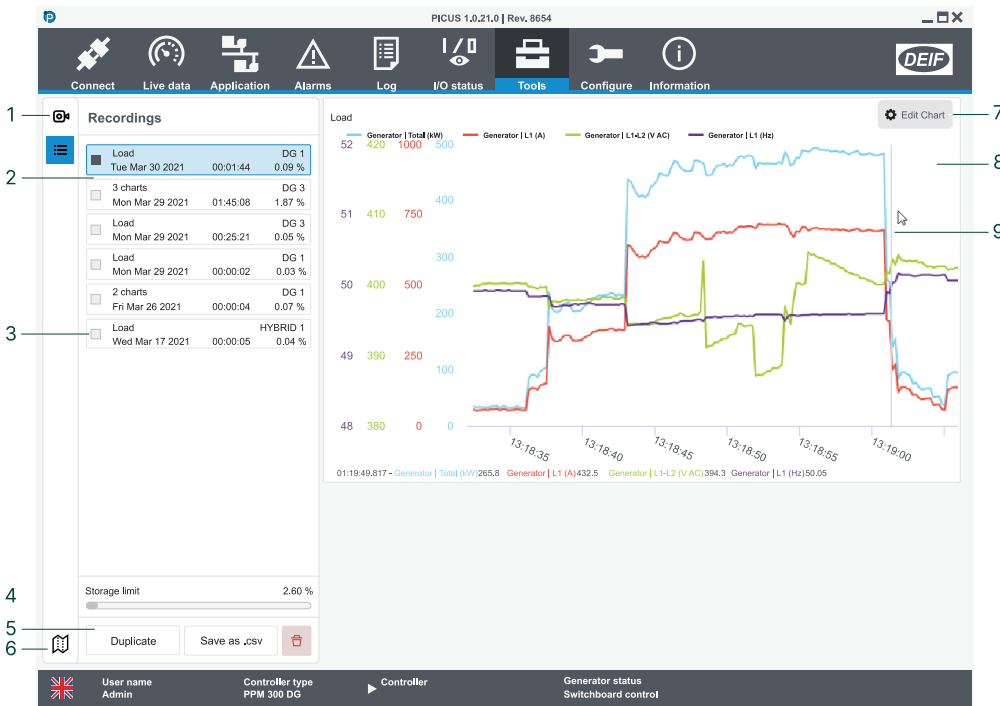 PICUS 1.0.21.0 | Rev. 8654
Connect Live data Application Alarms Log I/O status Tools Configure Information
DEIF
1
Recordings
Load DG 1
Tue Mar 30 2021 00:01:44 0.09 %
2
3 charts DG 3
Mon Mar 29 2021 01:45:08 1.87 %
Load DG 3
Mon Mar 29 2021 00:25:21 0.05 %
Load DG 1
Mon Mar 29 2021 00:00:02 0.03 %
2 charts DG 1
Fri Mar 26 2021 00:00:04 0.07 %
3
Load HYBRID 1
Wed Mar 17 2021 00:00:05 0.04 %
4
Storage limit 2.60 %
5
Duplicate Save as .csv
6
Load
Edit Chart
7
Generator | Total (kW) Generator | L1 (A) Generator | L1-L2 (V AC) Generator | L1 (Hz)
52 420 1000 500
8
400
51 410 750
9
300
50 400 500
200
49 390 250
100
48 380 0 0
13:18:35 13:18:40 13:18:45 13:18:50 13:18:55 13:19:00
01:19:49.817 - Generator | Total (kW)265.8 Generator | L1 (A)432.5 Generator | L1-L2 (V AC)394.3 Generator | L1 (Hz)50.05
User name Controller type Controller Generator status
Admin PPM 300 DG Switchboard control